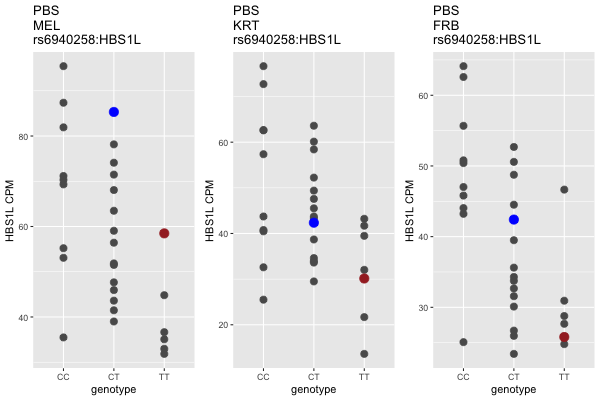 PBS
MEL
rs6940258:HBS1L
HBS1L CPM
80
60
40
CC CT TT
genotype
PBS
KRT
rs6940258:HBS1L
HBS1L CPM
60
40
20
CC CT TT
genotype
PBS
FRB
rs6940258:HBS1L
HBS1L CPM
60
50
40
30
CC CT TT
genotype